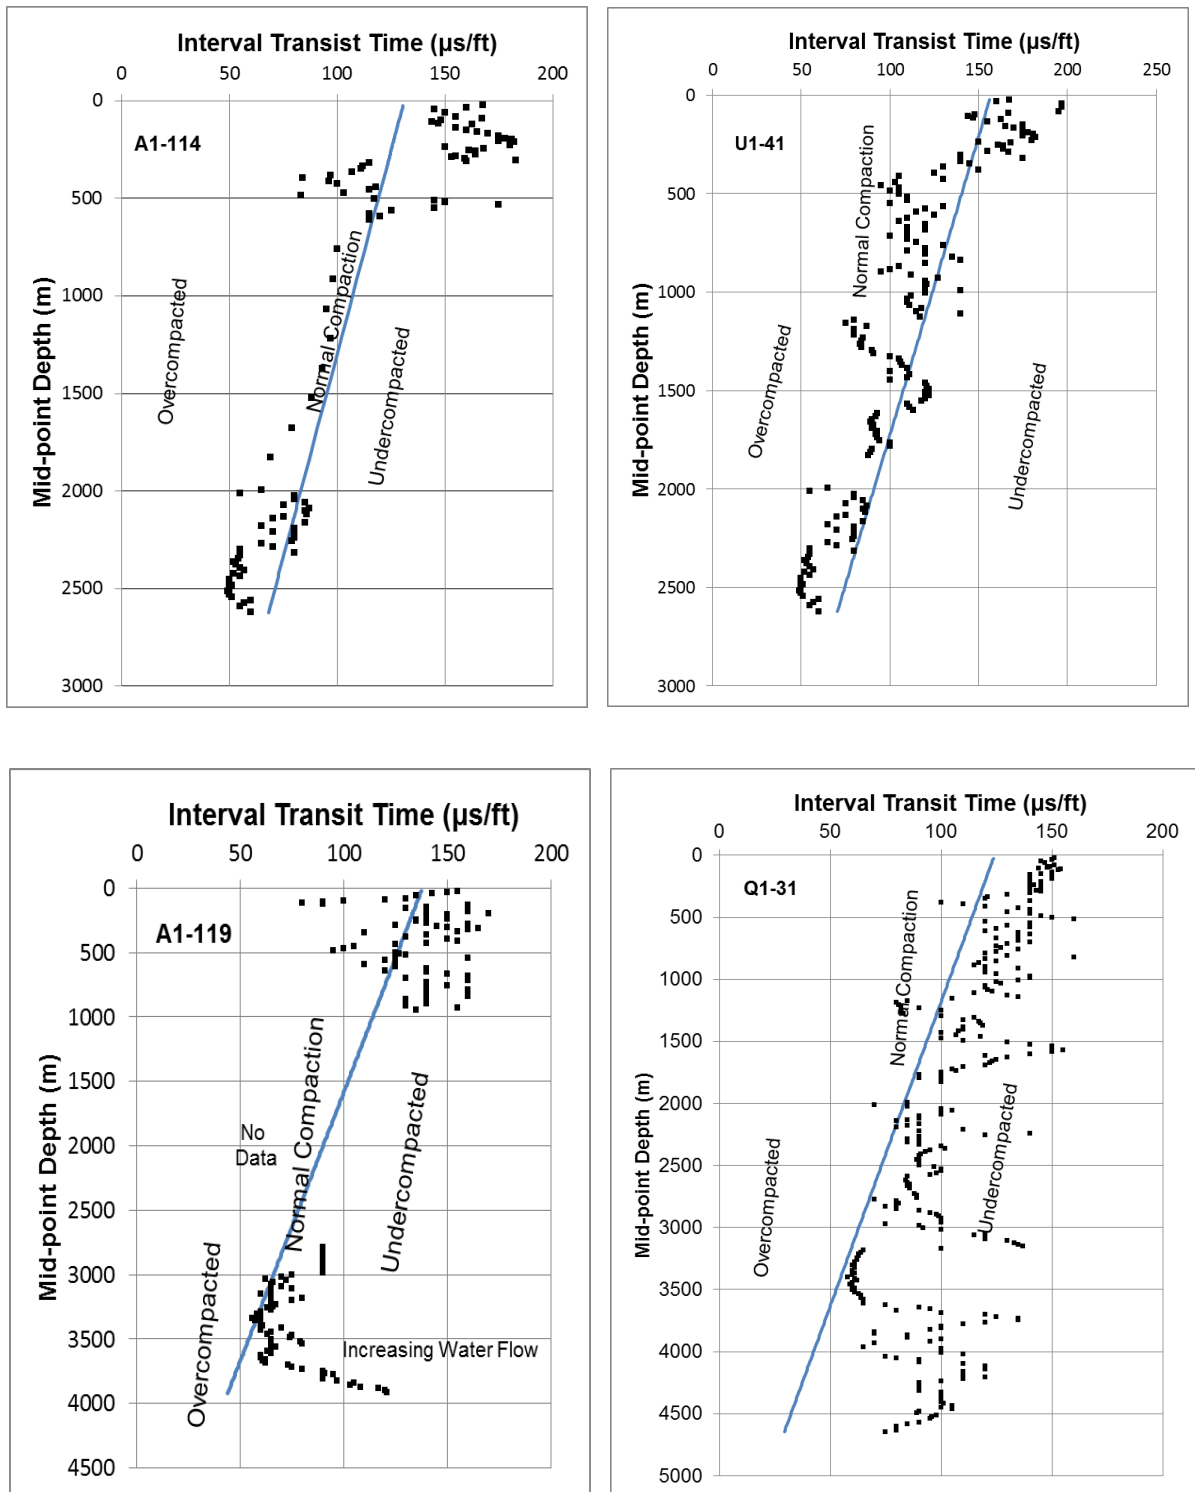 Interval Transist Time (µs/ft)
0 50 100 150 200
0
500
1000
1500
2000
2500
3000
Mid-point Depth (m)
A1-114
Overcompacted
Normal Compaction
Undercompacted
Interval Transist Time (µs/ft)
0 50 100 150 200 250
0
500
1000
1500
2000
2500
3000
Mid-point Depth (m)
U1-41
Normal Compaction
Overcompacted
Undercompacted
Interval Transit Time (µs/ft)
0 50 100 150 200
0
500
1000
1500
2000
2500
3000
3500
4000
4500
Mid-point Depth (m)
A1-119
No
Data
Normal Compaction
Undercompacted
Overcompacted
Increasing Water Flow
Interval Transit Time (µs/ft)
0 50 100 150 200
0
500
1000
1500
2000
2500
3000
3500
4000
4500
5000
Mid-point Depth (m)
Q1-31
Normal Compaction
Overcompacted
Undercompacted